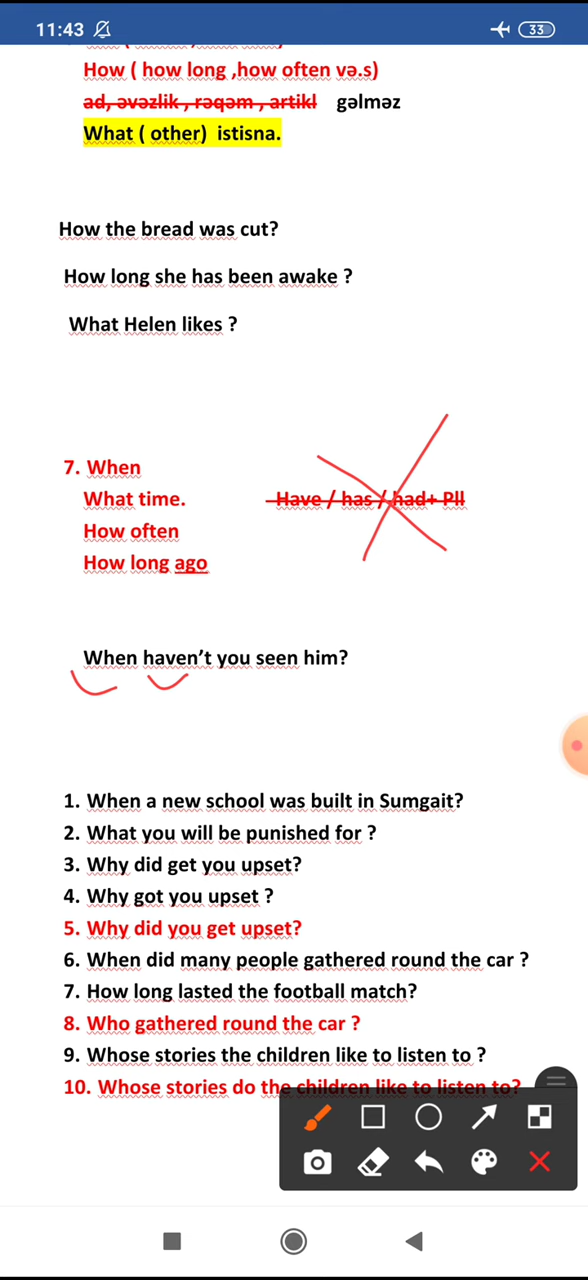 11:43
33
How ( how long ,how often və.s)
ad, əvəzlik , rəqəm , artikl gəlməz
What ( other) istisna.
How the bread was cut?
How long she has been awake ?
What Helen likes ?
7. When
What time. Have / has / had+ Pll
How often
How long ago
When haven't you seen him?
1. When a new school was built in Sumgait?
2. What you will be punished for ?
3. Why did get you upset?
4. Why got you upset ?
5. Why did you get upset?
6. When did many people gathered round the car ?
7. How long lasted the football match?
8. Who gathered round the car ?
9. Whose stories the children like to listen to ?
10. Whose stories do the children like to listen to?